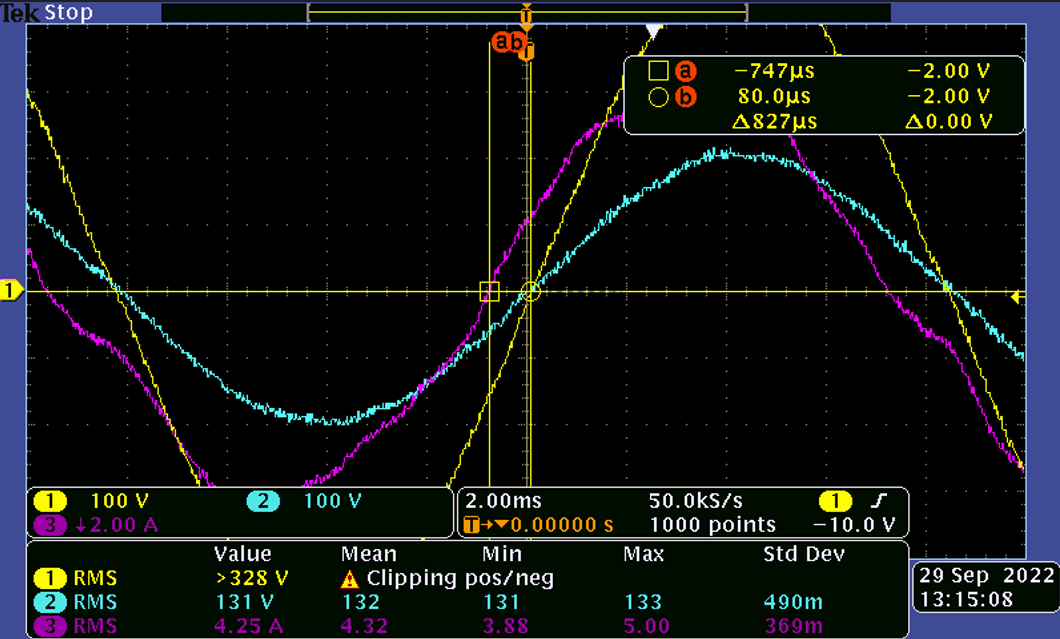 Tek Stop
T
a b
T
a -747µs -2.00 V
b 80.0µs -2.00 V
Δ827µs Δ0.00 V
1
1 100 V 2 100 V
3 ↓2.00 A
2.00ms 50.0kS/s 1 ∫
T→▼0.00000 s 1000 points -10.0 V
Value Mean Min Max Std Dev
1 RMS >328 V Clipping pos/neg
2 RMS 131 V 132 131 133 490m
3 RMS 4.25 A 4.32 3.88 5.00 369m
29 Sep 2022
13:15:08